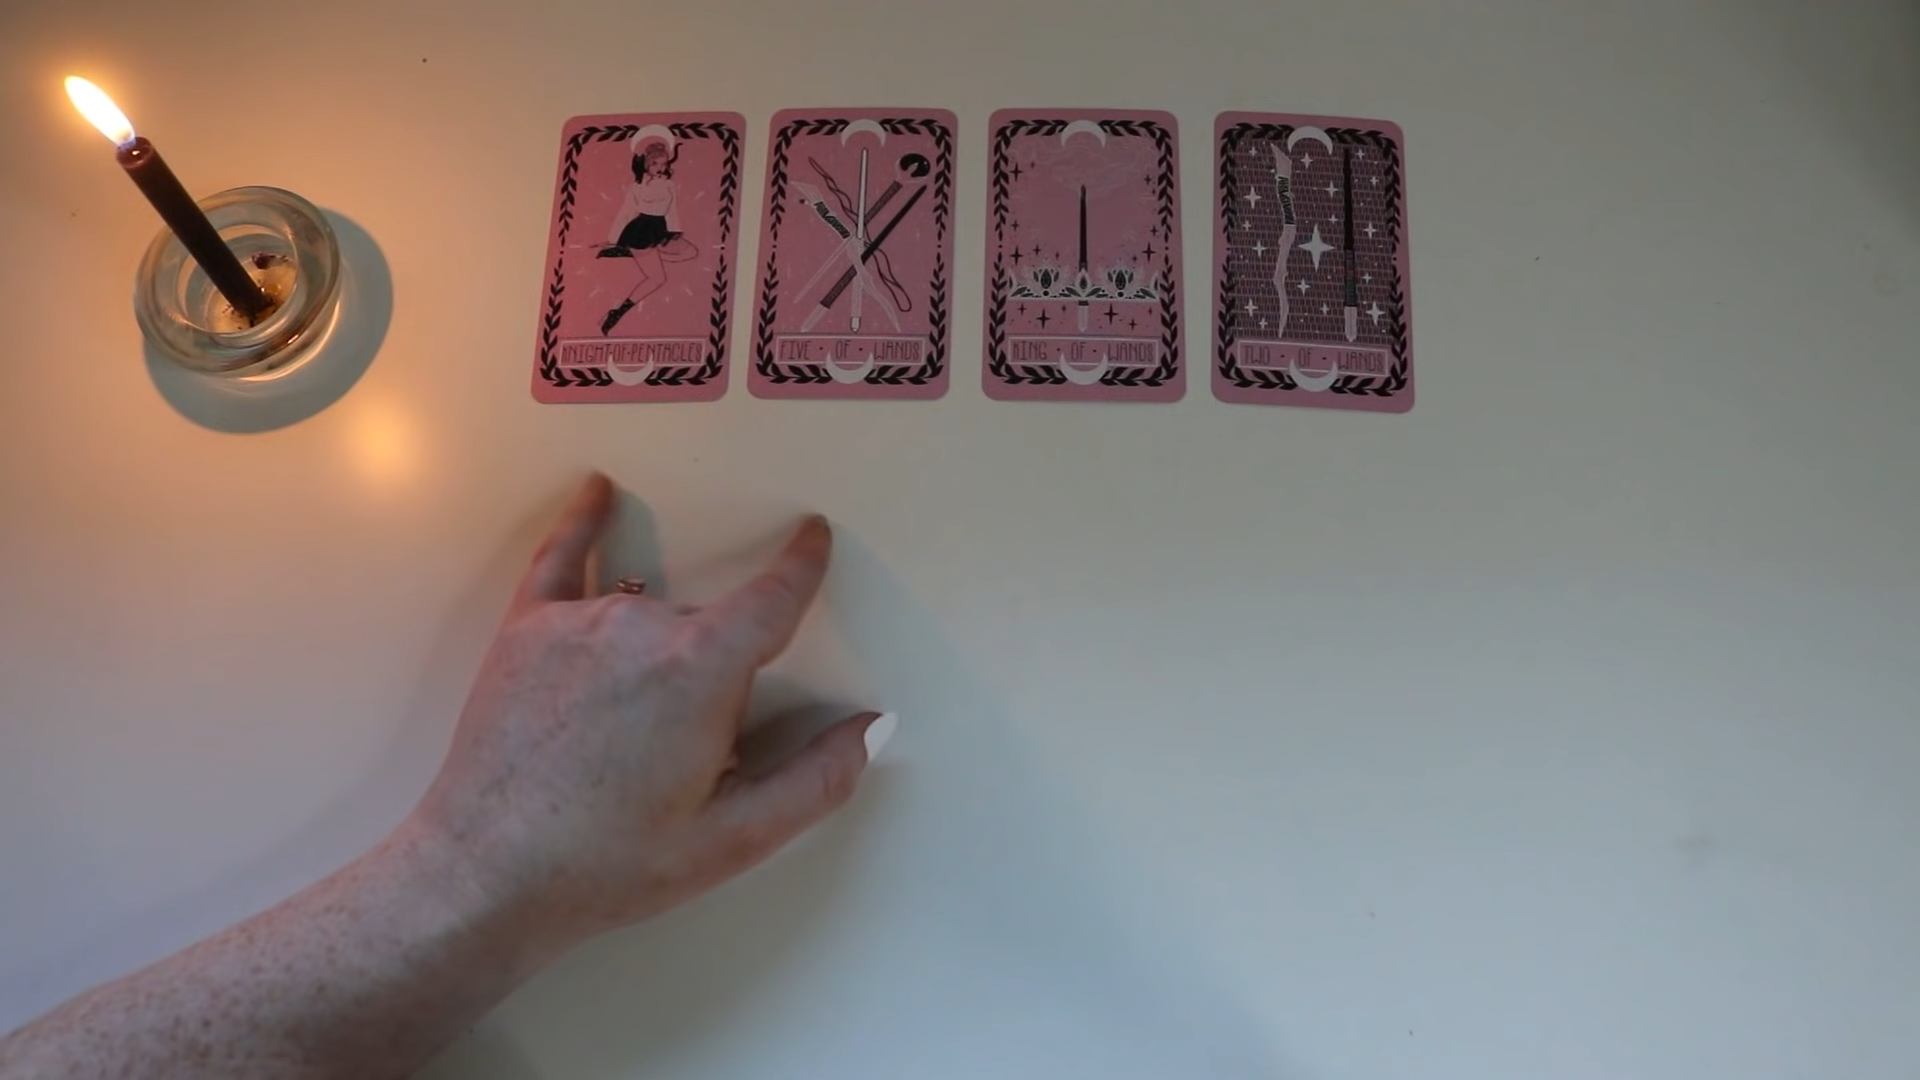 KNIGHT·OF·PENTACLES
FIVE · OF · WANDS
KING · OF · WANDS
TWO · OF · WANDS